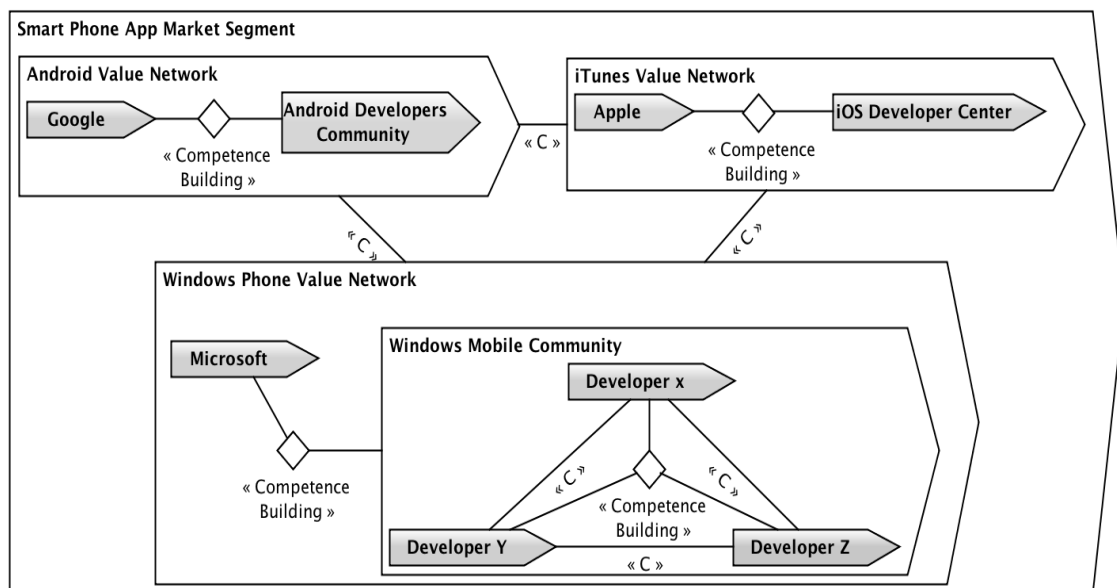 Smart Phone App Market Segment
Android Value Network
Google
Android Developers
Community
« Competence
Building »
« C »
iTunes Value Network
Apple
iOS Developer Center
« Competence
Building »
« C »
« C »
Windows Phone Value Network
Microsoft
« Competence
Building »
Windows Mobile Community
Developer x
« C »
« C »
« Competence
Building »
Developer Y
Developer Z
« C »